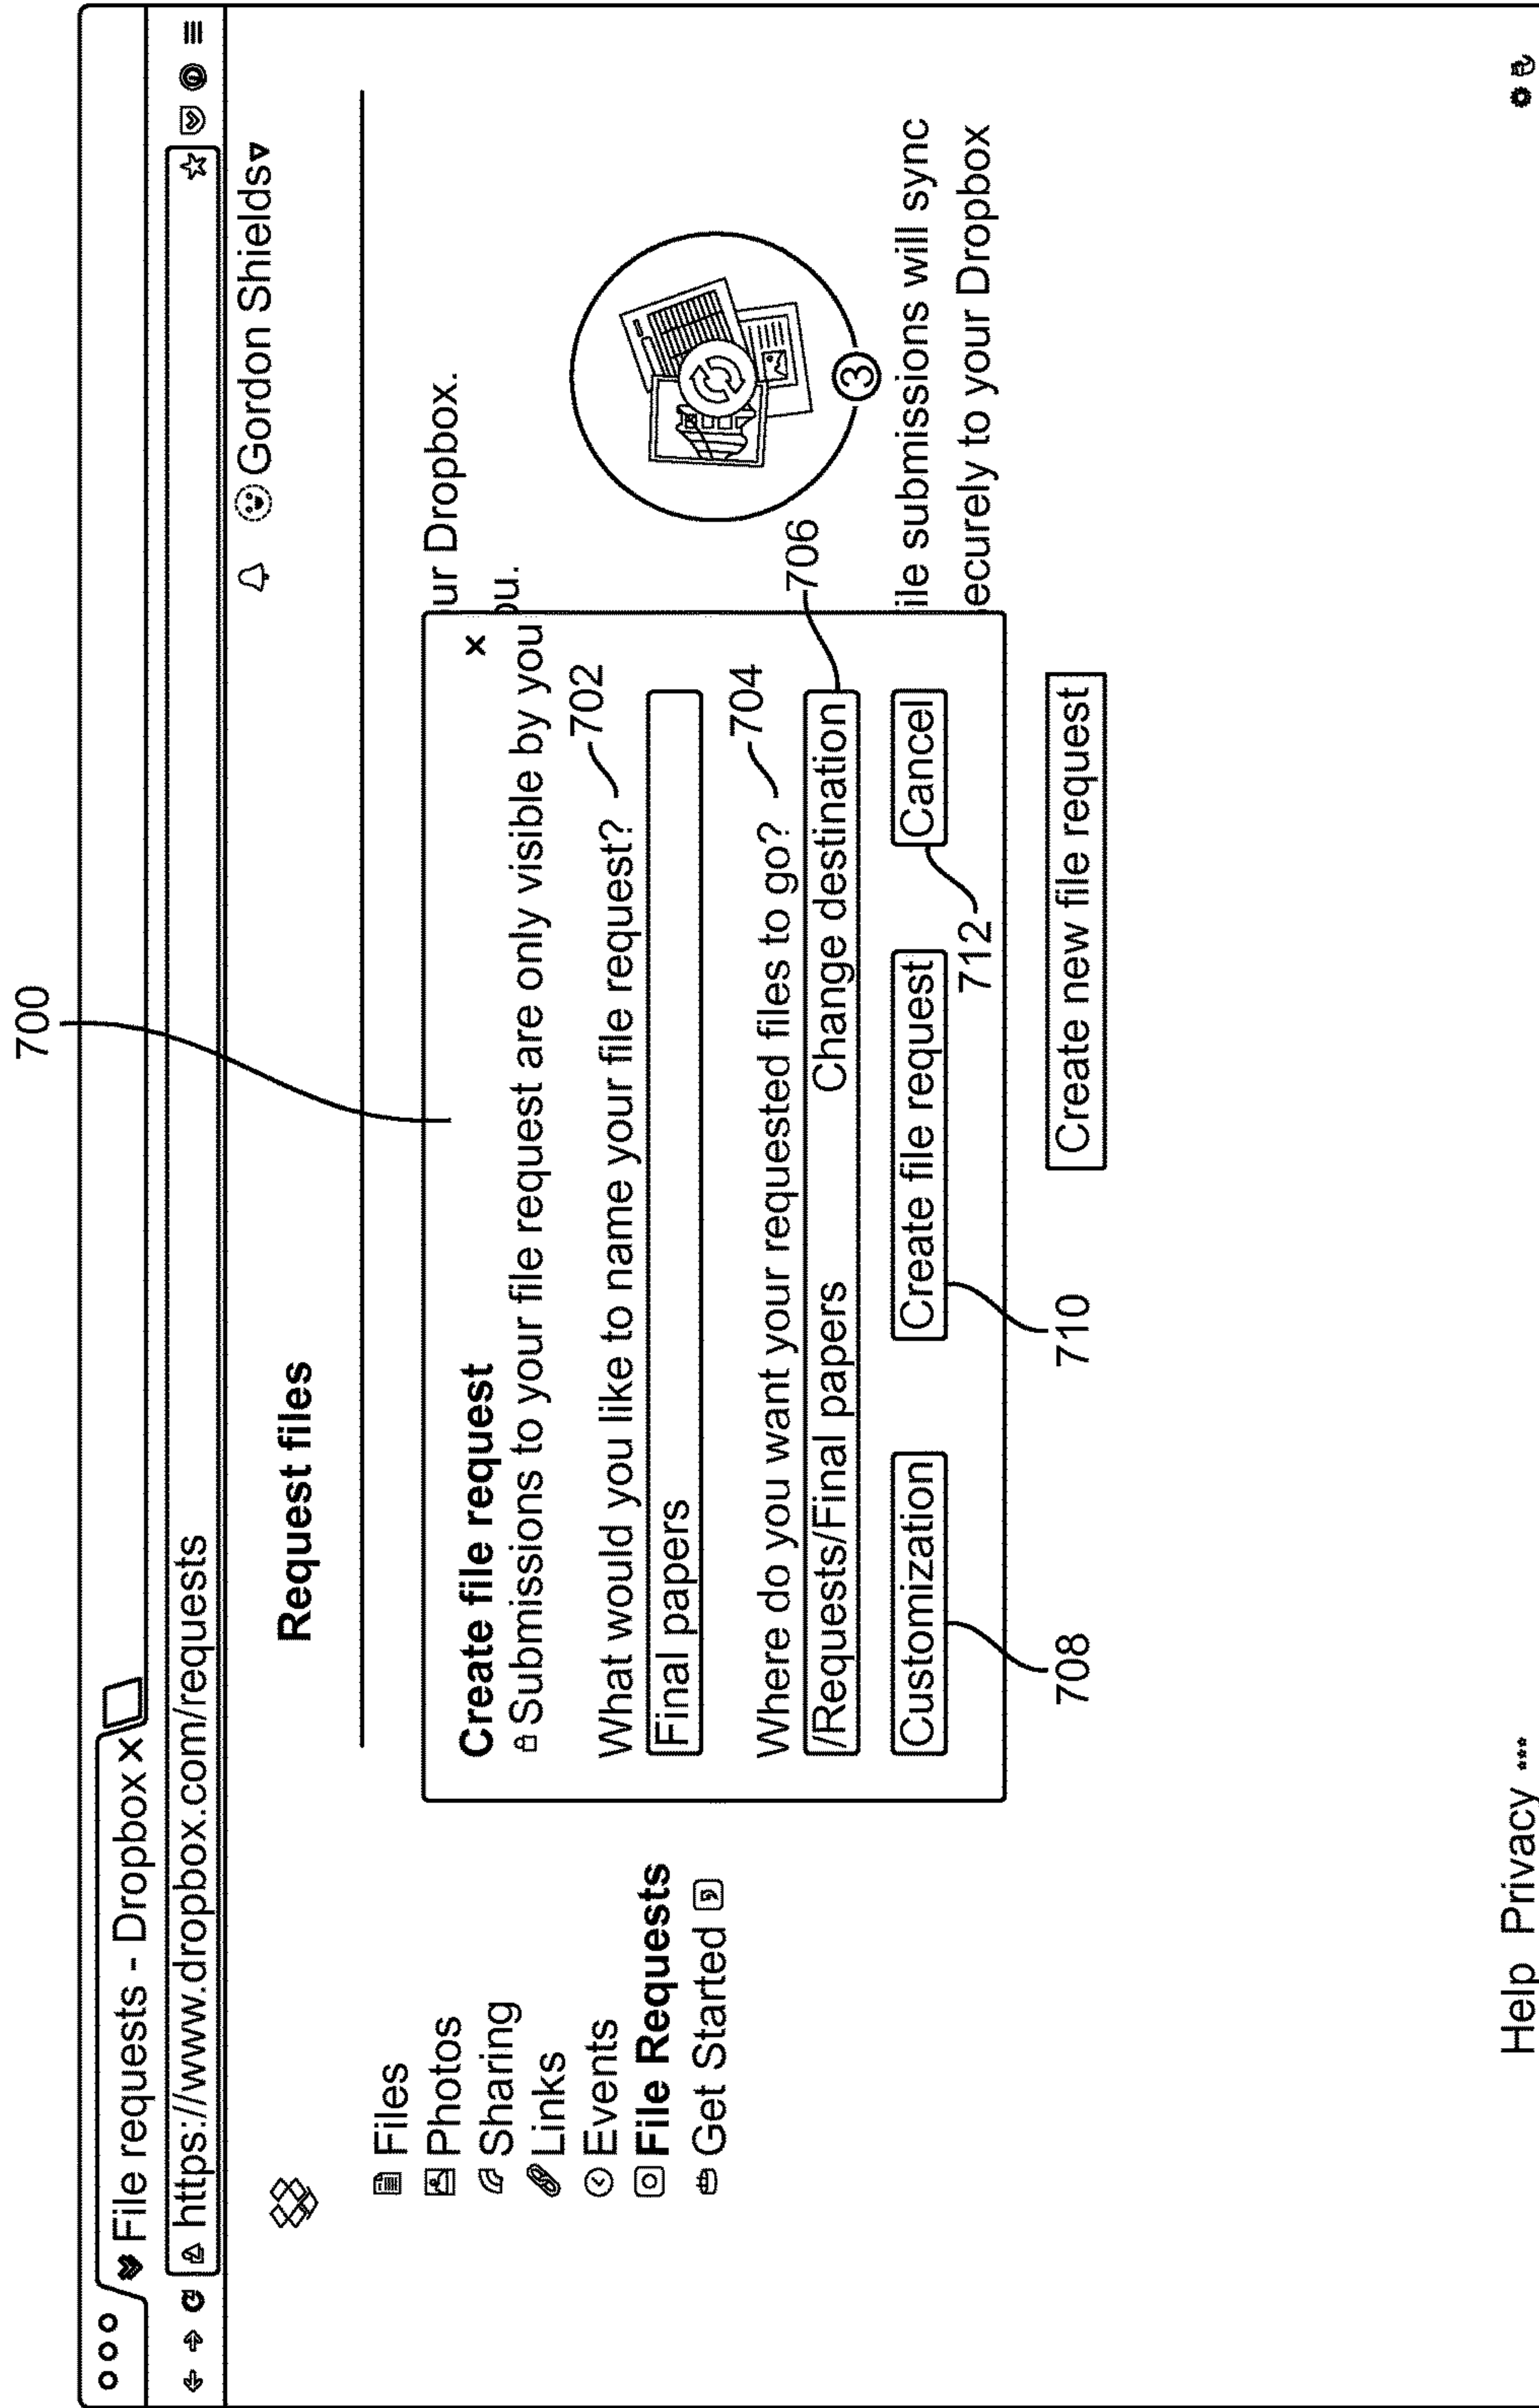 700
File requests - Dropbox X
https://www.dropbox.com/requests
Gordon Shields
Request files
Files
Photos
Sharing
Links
Events
File Requests
Get Started
ur Dropbox.
ou.
Create file request
x
Submissions to your file request are only visible by you
What would you like to name your file request?
702
Final papers
Where do you want your requested files to go?
704
/Requests/Final papers
Change destination
706
Customization
Create file request
Cancel
708
710
712
3
ile submissions will sync
ecurely to your Dropbox
Create new file request
Help Privacy